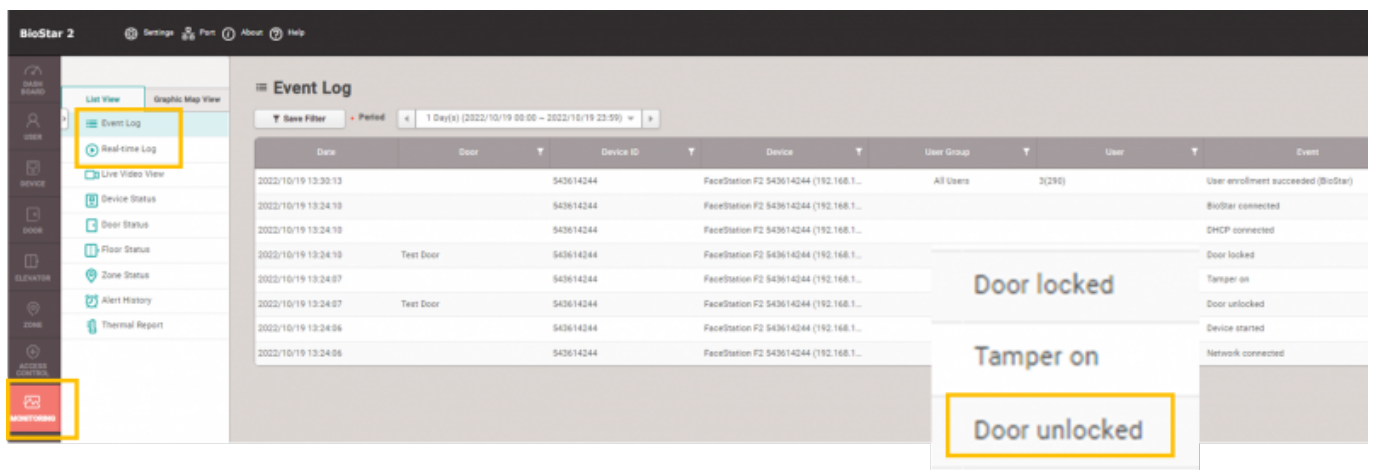 BioStar 2 Settings Port About Help
DASH
BOARD
USER
DEVICE
DOOR
ELEVATOR
ZONE
ACCESS
CONTROL
MONITORING
List View Graphic Map View
Event Log
Real-time Log
Live Video View
Device Status
Door Status
Floor Status
Zone Status
Alert History
Thermal Report
Event Log
Save Filter • Period 1 Day(s) (2022/10/19 00:00 ~ 2022/10/19 23:59)
Date Door Device ID Device User Group User Event
2022/10/19 13:30:13 543614244 FaceStation F2 543614244 (192.168.1... All Users 3(290) User enrollment succeeded (BioStar)
2022/10/19 13:24:10 543614244 FaceStation F2 543614244 (192.168.1... BioStar connected
2022/10/19 13:24:10 543614244 FaceStation F2 543614244 (192.168.1... DHCP connected
2022/10/19 13:24:10 Test Door 543614244 FaceStation F2 543614244 (192.168.1... Door locked
2022/10/19 13:24:07 543614244 FaceStation F2 543614244 (192.168.1... Tamper on
2022/10/19 13:24:07 Test Door 543614244 FaceStation F2 543614244 (192.168.1... Door unlocked
2022/10/19 13:24:06 543614244 FaceStation F2 543614244 (192.168.1... Device started
2022/10/19 13:24:06 543614244 FaceStation F2 543614244 (192.168.1... Network connected
Door locked
Tamper on
Door unlocked